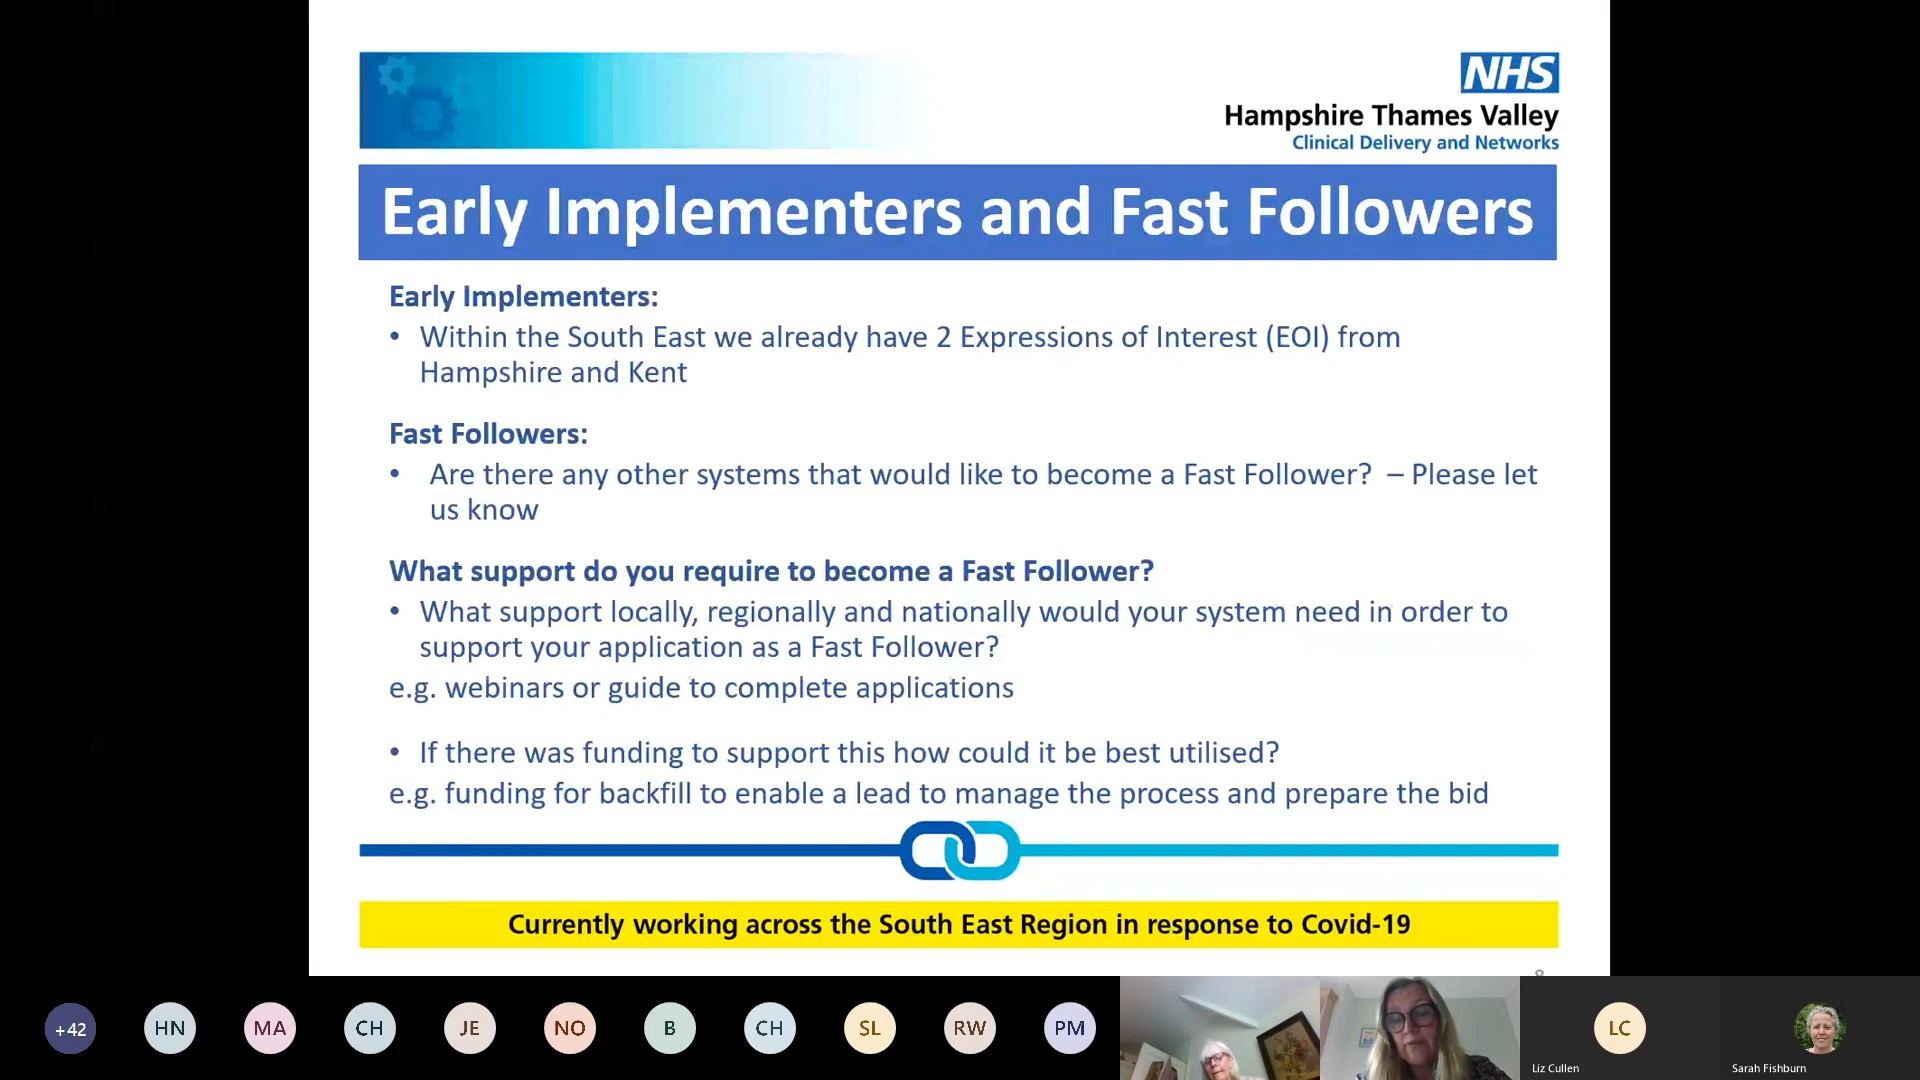 NHS
Hampshire Thames Valley
Clinical Delivery and Networks
Early Implementers and Fast Followers
Early Implementers:
• Within the South East we already have 2 Expressions of Interest (EOI) from
Hampshire and Kent
Fast Followers:
• Are there any other systems that would like to become a Fast Follower? – Please let
us know
What support do you require to become a Fast Follower?
• What support locally, regionally and nationally would your system need in order to
support your application as a Fast Follower?
e.g. webinars or guide to complete applications
• If there was funding to support this how could it be best utilised?
e.g. funding for backfill to enable a lead to manage the process and prepare the bid
Currently working across the South East Region in response to Covid-19
+42 HN MA CH JE NO B CH SL RW PM LC
Liz Cullen Sarah Fishburn